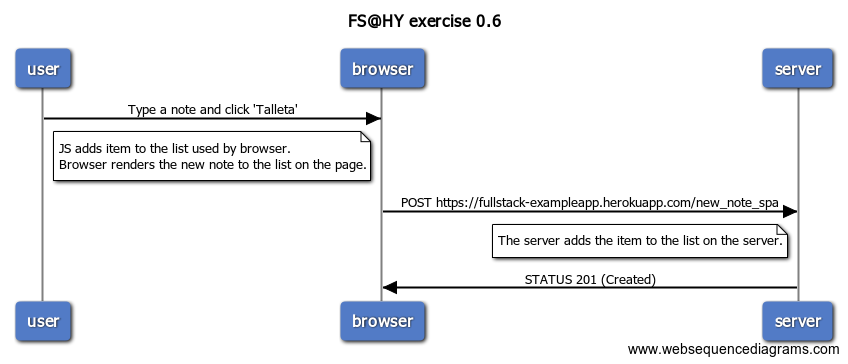 FS@HY exercise 0.6
user
browser
server
Type a note and click 'Talleta'
JS adds item to the list used by browser.
Browser renders the new note to the list on the page.
POST https://fullstack-exampleapp.herokuapp.com/new_note_spa
The server adds the item to the list on the server.
STATUS 201 (Created)
user
browser
server
www.websequencediagrams.com